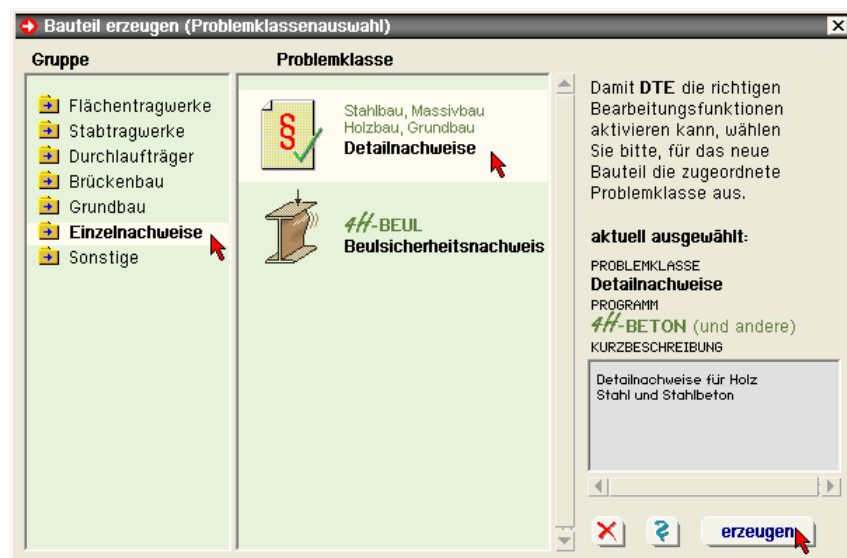 Bauteil erzeugen (Problemklassenauswahl)
Gruppe
Problemklasse
Flächentragwerke
Stabtragwerke
Durchlaufträger
Brückenbau
Grundbau
Einzelnachweise
Sonstige
§
Stahlbau, Massivbau
Holzbau, Grundbau
Detailnachweise
4H-BEUL
Beulsicherheitsnachweis
Damit DTE die richtigen
Bearbeitungsfunktionen
aktivieren kann, wählen
Sie bitte, für das neue
Bauteil die zugeordnete
Problemklasse aus.
aktuell ausgewählt:
PROBLEMKLASSE
Detailnachweise
PROGRAMM
4H-BETON (und andere)
KURZBESCHREIBUNG
Detailnachweise für Holz
Stahl und Stahlbeton
?
erzeugen